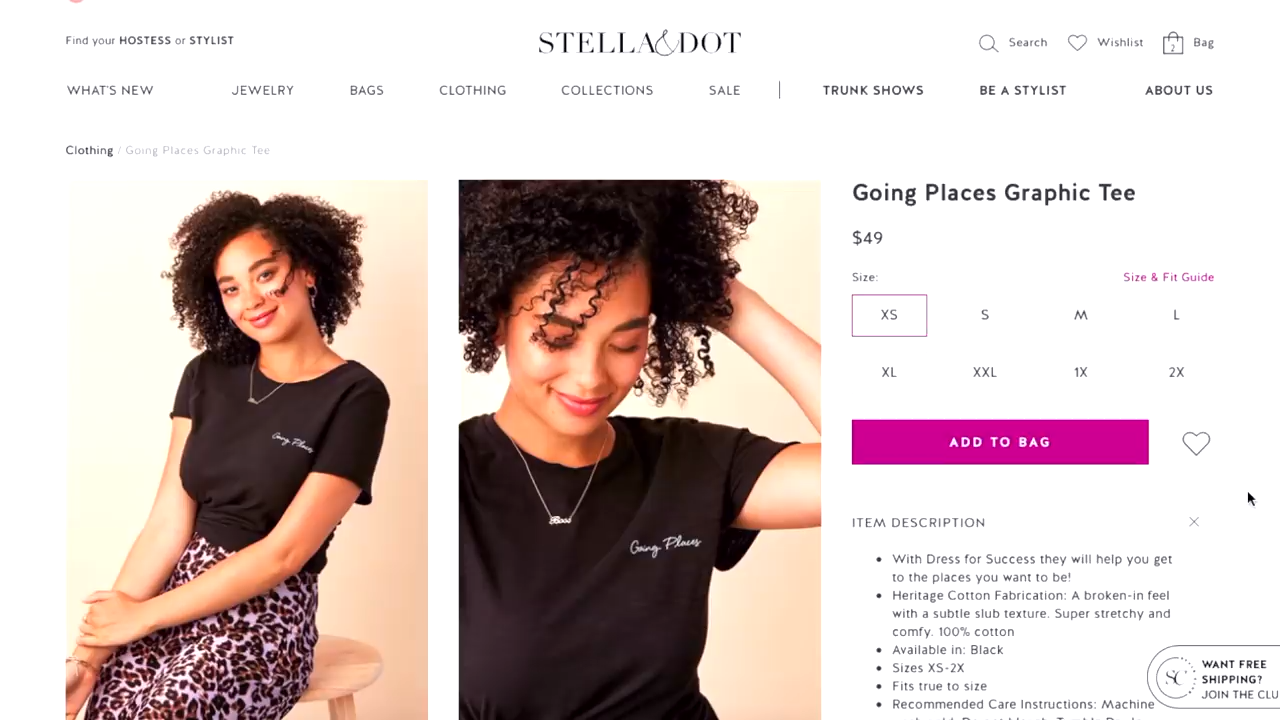 Find your HOSTESS or STYLIST
STELLA&DOT
Search
Wishlist
2
Bag
WHAT'S NEW
JEWELRY
BAGS
CLOTHING
COLLECTIONS
SALE
TRUNK SHOWS
BE A STYLIST
ABOUT US
Clothing / Going Places Graphic Tee
Going Places
Boss
Going Places
Going Places Graphic Tee
$49
Size:
Size & Fit Guide
XS
S
M
L
XL
XXL
1X
2X
ADD TO BAG
ITEM DESCRIPTION
With Dress for Success they will help you get
to the places you want to be!
Heritage Cotton Fabrication: A broken-in feel
with a subtle slub texture. Super stretchy and
comfy. 100% cotton
Available in: Black
Sizes XS-2X
Fits true to size
Recommended Care Instructions: Machine
WANT FREE
SHIPPING?
JOIN THE CLU